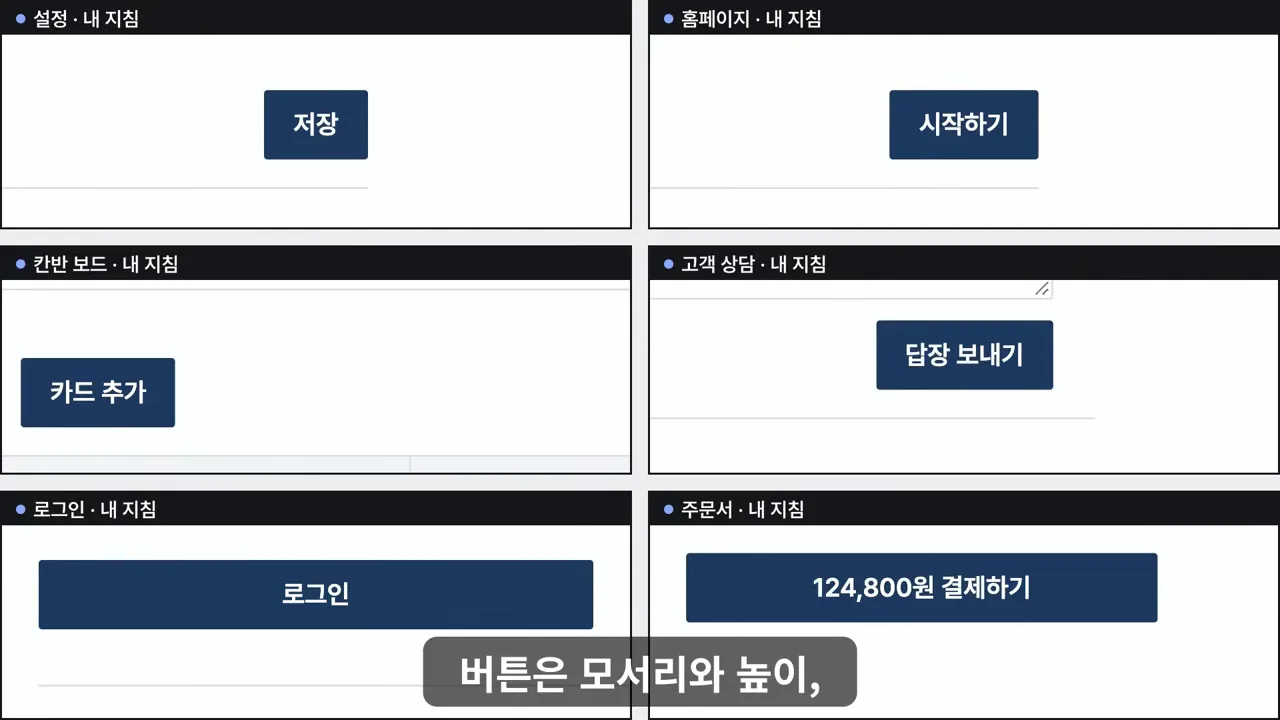 설정 · 내 지침
홈페이지 · 내 지침
저장
시작하기
칸반 보드 · 내 지침
고객 상담 · 내 지침
카드 추가
답장 보내기
로그인 · 내 지침
주문서 · 내 지침
로그인
124,800원 결제하기
버튼은 모서리와 높이,